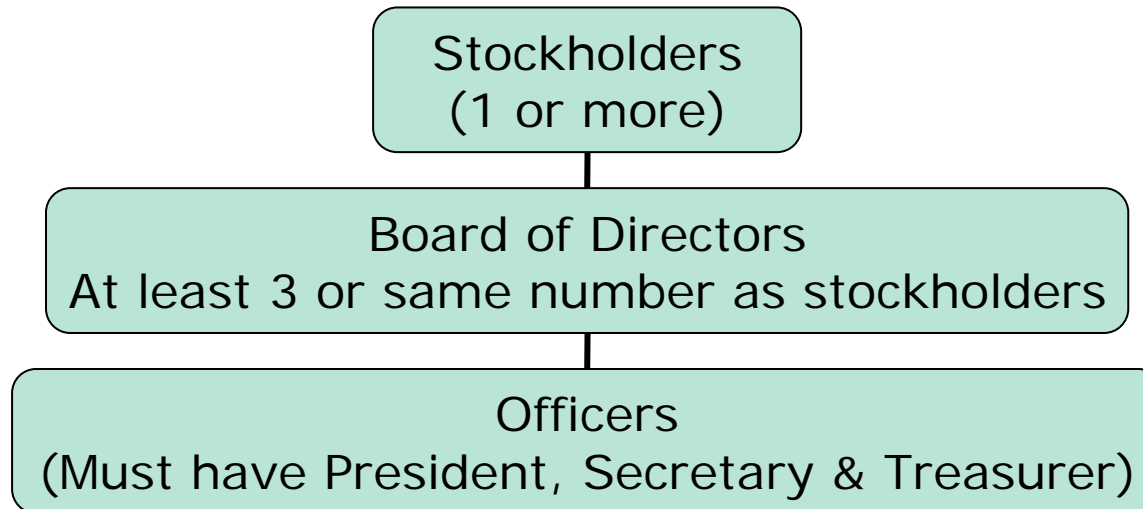 Stockholders
(1 or more)
Board of Directors
At least 3 or same number as stockholders
Officers
(Must have President, Secretary & Treasurer)